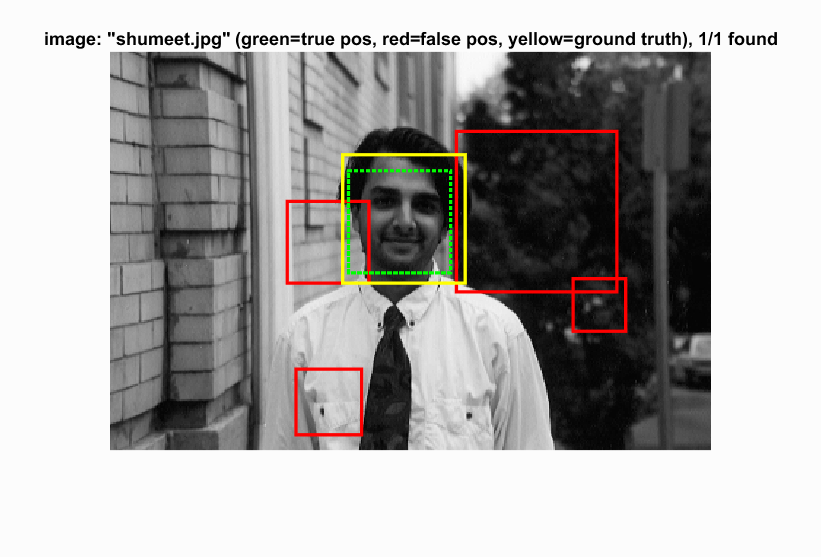 image: "shumeet.jpg" (green=true pos, red=false pos, yellow=ground truth), 1/1 found